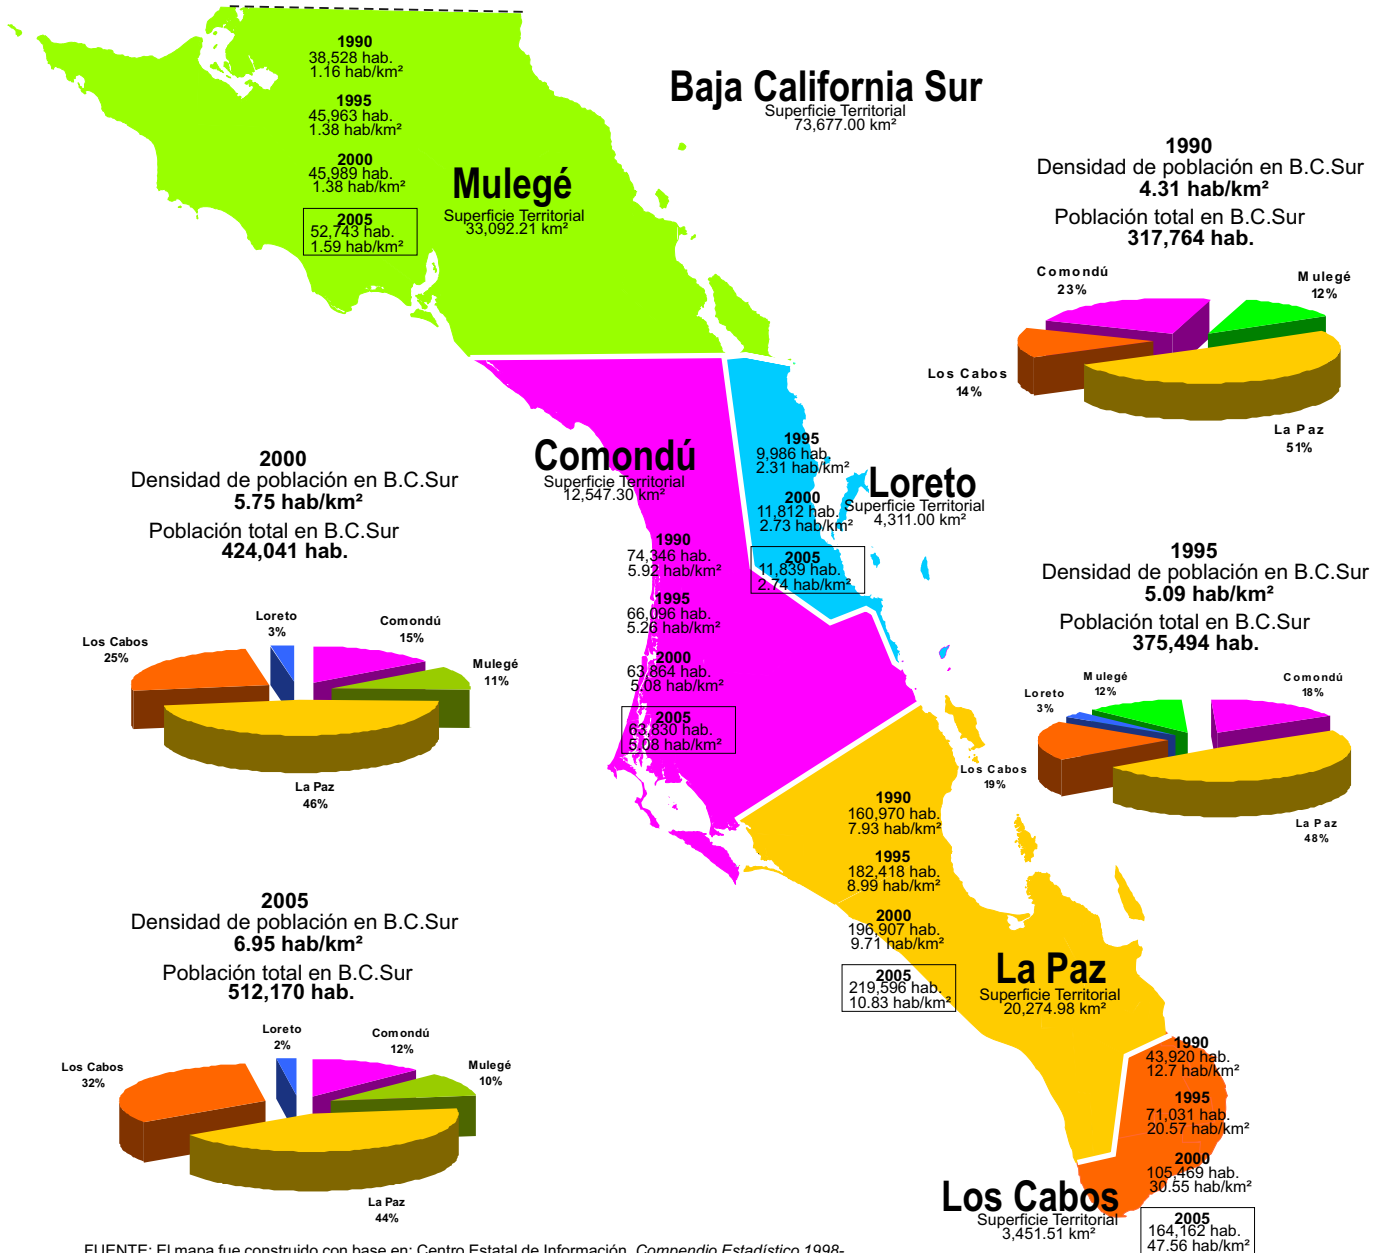 Baja California Sur
Superficie Territorial
73,677.00 km²
1990
38,528 hab.
1.16 hab/km²
1995
45,963 hab.
1.38 hab/km²
2000
45,989 hab.
1.38 hab/km²
2005
52,743 hab.
1.59 hab/km²
Mulegé
Superficie Territorial
33,092.21 km²
1990
Densidad de población en B.C.Sur
4.31 hab/km²
Población total en B.C.Sur
317,764 hab.
Comondú
23%
Mulegé
12%
Los Cabos
14%
La Paz
51%
Comondú
Superficie Territorial
12,547.30 km²
1990
74,346 hab.
5.92 hab/km²
1995
66,096 hab.
5.26 hab/km²
2000
63,864 hab.
5.08 hab/km²
2005
63,830 hab.
5.08 hab/km²
1995
9,986 hab.
2.31 hab/km²
2000
11,812 hab.
2.73 hab/km²
2005
11,839 hab.
2.74 hab/km²
Loreto
Superficie Territorial
4,311.00 km²
2000
Densidad de población en B.C.Sur
5.75 hab/km²
Población total en B.C.Sur
424,041 hab.
Loreto
3%
Comondú
15%
Los Cabos
25%
Mulegé
11%
La Paz
46%
1995
Densidad de población en B.C.Sur
5.09 hab/km²
Población total en B.C.Sur
375,494 hab.
Mulegé
12%
Comondú
18%
Loreto
3%
Los Cabos
19%
La Paz
48%
1990
160,970 hab.
7.93 hab/km²
1995
182,418 hab.
8.99 hab/km²
2000
196,907 hab.
9.71 hab/km²
2005
219,596 hab.
10.83 hab/km²
La Paz
Superficie Territorial
20,274.98 km²
2005
Densidad de población en B.C.Sur
6.95 hab/km²
Población total en B.C.Sur
512,170 hab.
Loreto
2%
Comondú
12%
Los Cabos
32%
Mulegé
10%
La Paz
44%
1990
43,920 hab.
12.7 hab/km²
1995
71,031 hab.
20.57 hab/km²
2000
105,469 hab.
30.55 hab/km²
2005
164,162 hab.
47.56 hab/km²
Los Cabos
Superficie Territorial
3,451.51 km²
FUENTE: El mapa fue construido con base en: Centro Estatal de Información, Compendio Estadístico 1998-